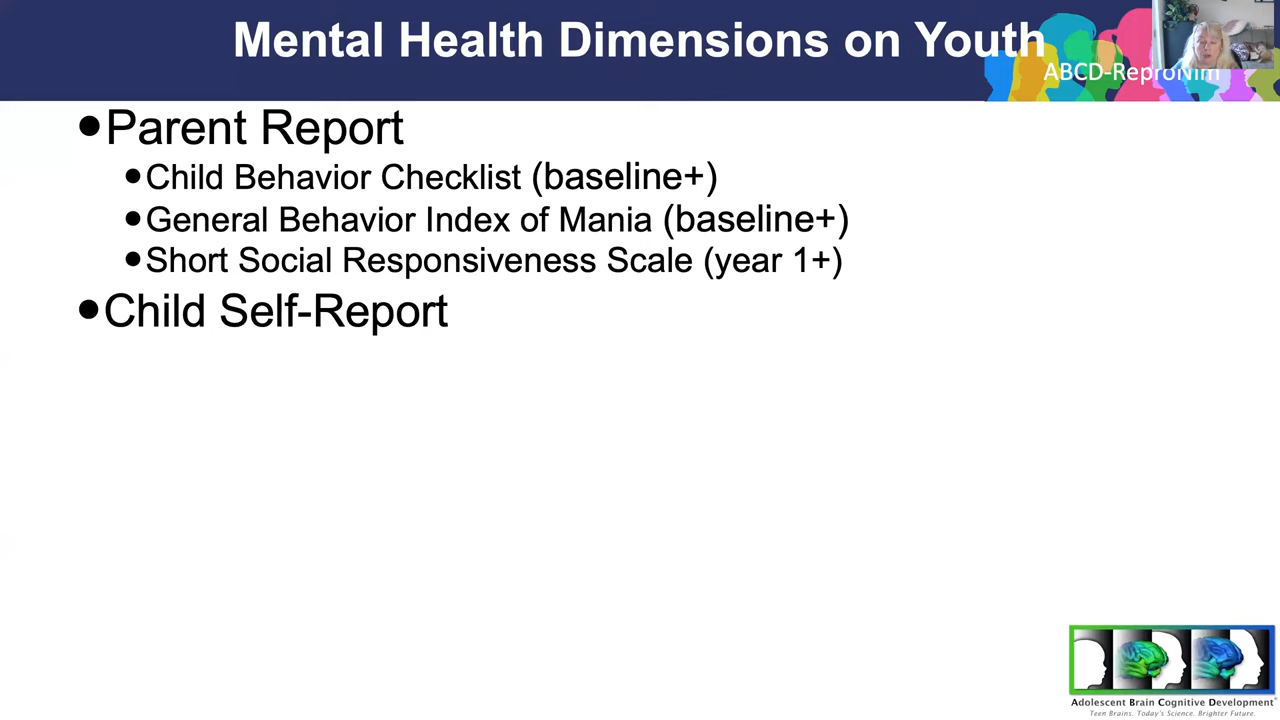 Mental Health Dimensions on Youth
ABCD-ReproNim
●Parent Report
●Child Behavior Checklist (baseline+)
●General Behavior Index of Mania (baseline+)
●Short Social Responsiveness Scale (year 1+)
●Child Self-Report
Adolescent Brain Cognitive Development®
Teen Brains. Today's Science. Brighter Future.